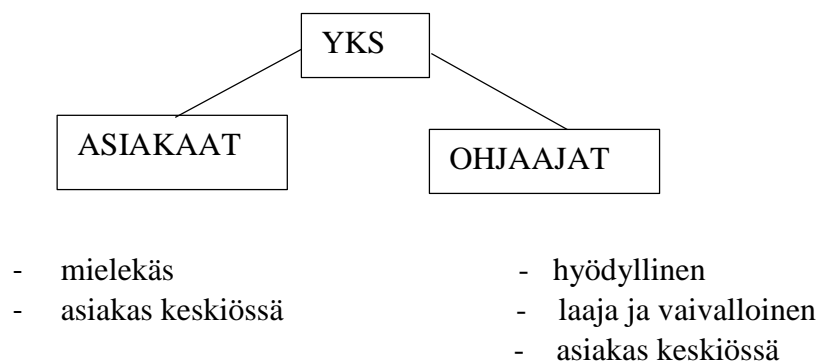 YKS
ASIAKAAT
OHJAAJAT
- mielekäs
- asiakas keskiössä
- hyödyllinen
- laaja ja vaivalloinen
- asiakas keskiössä